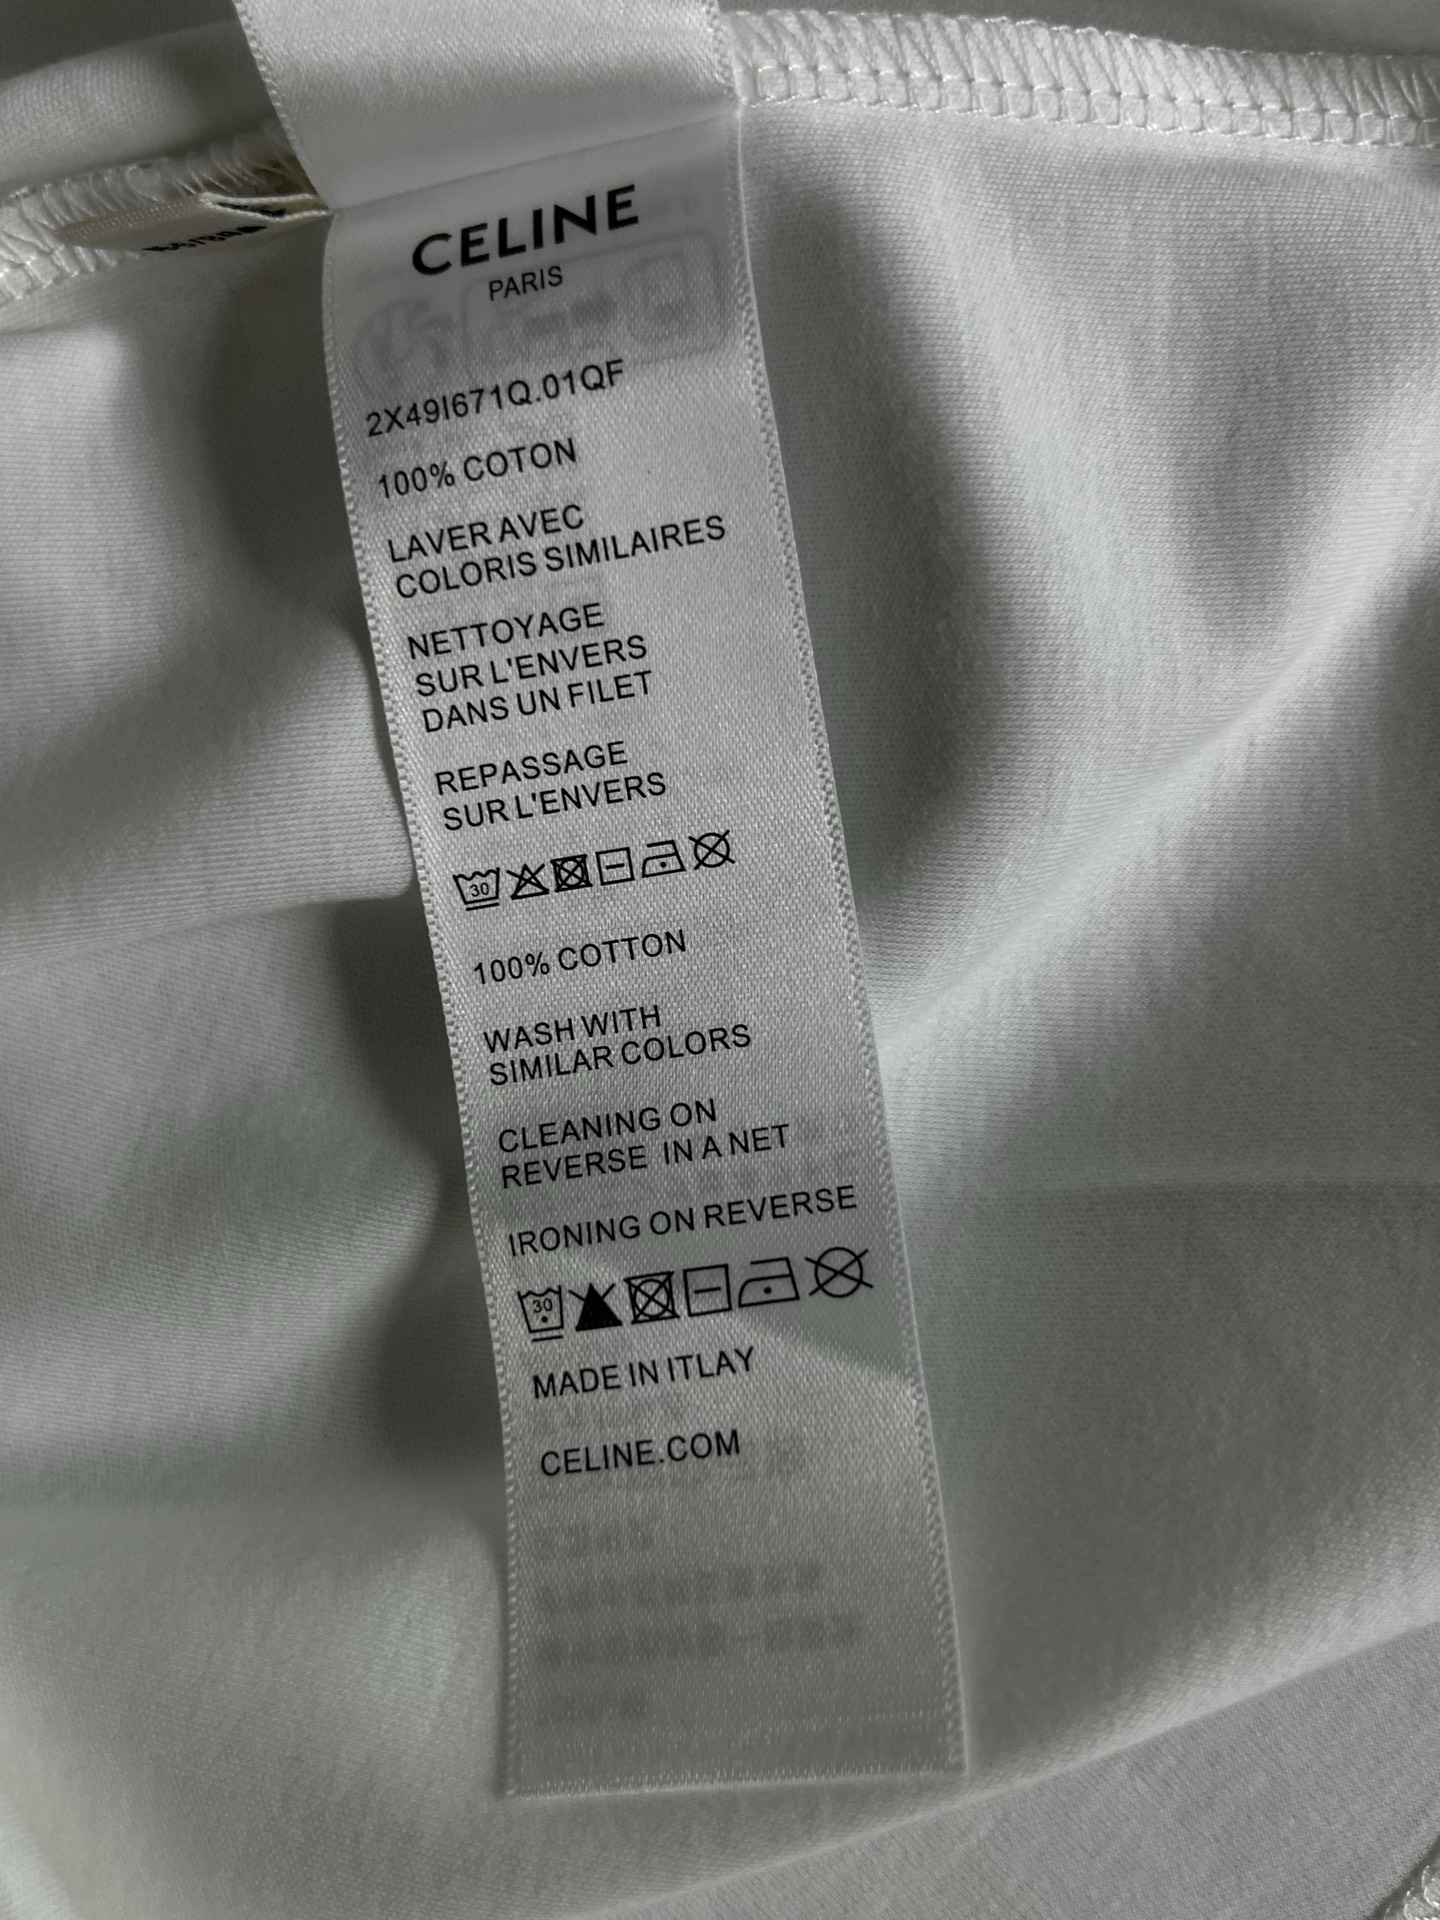 CELINE
PARIS
2X49I671Q.01QF
100% COTON
LAVER AVEC
COLORIS SIMILAIRES
NETTOYAGE
SUR L'ENVERS
DANS UN FILET
REPASSAGE
SUR L'ENVERS
30
100% COTTON
WASH WITH
SIMILAR COLORS
CLEANING ON
REVERSE IN A NET
IRONING ON REVERSE
30
MADE IN ITLAY
CELINE.COM